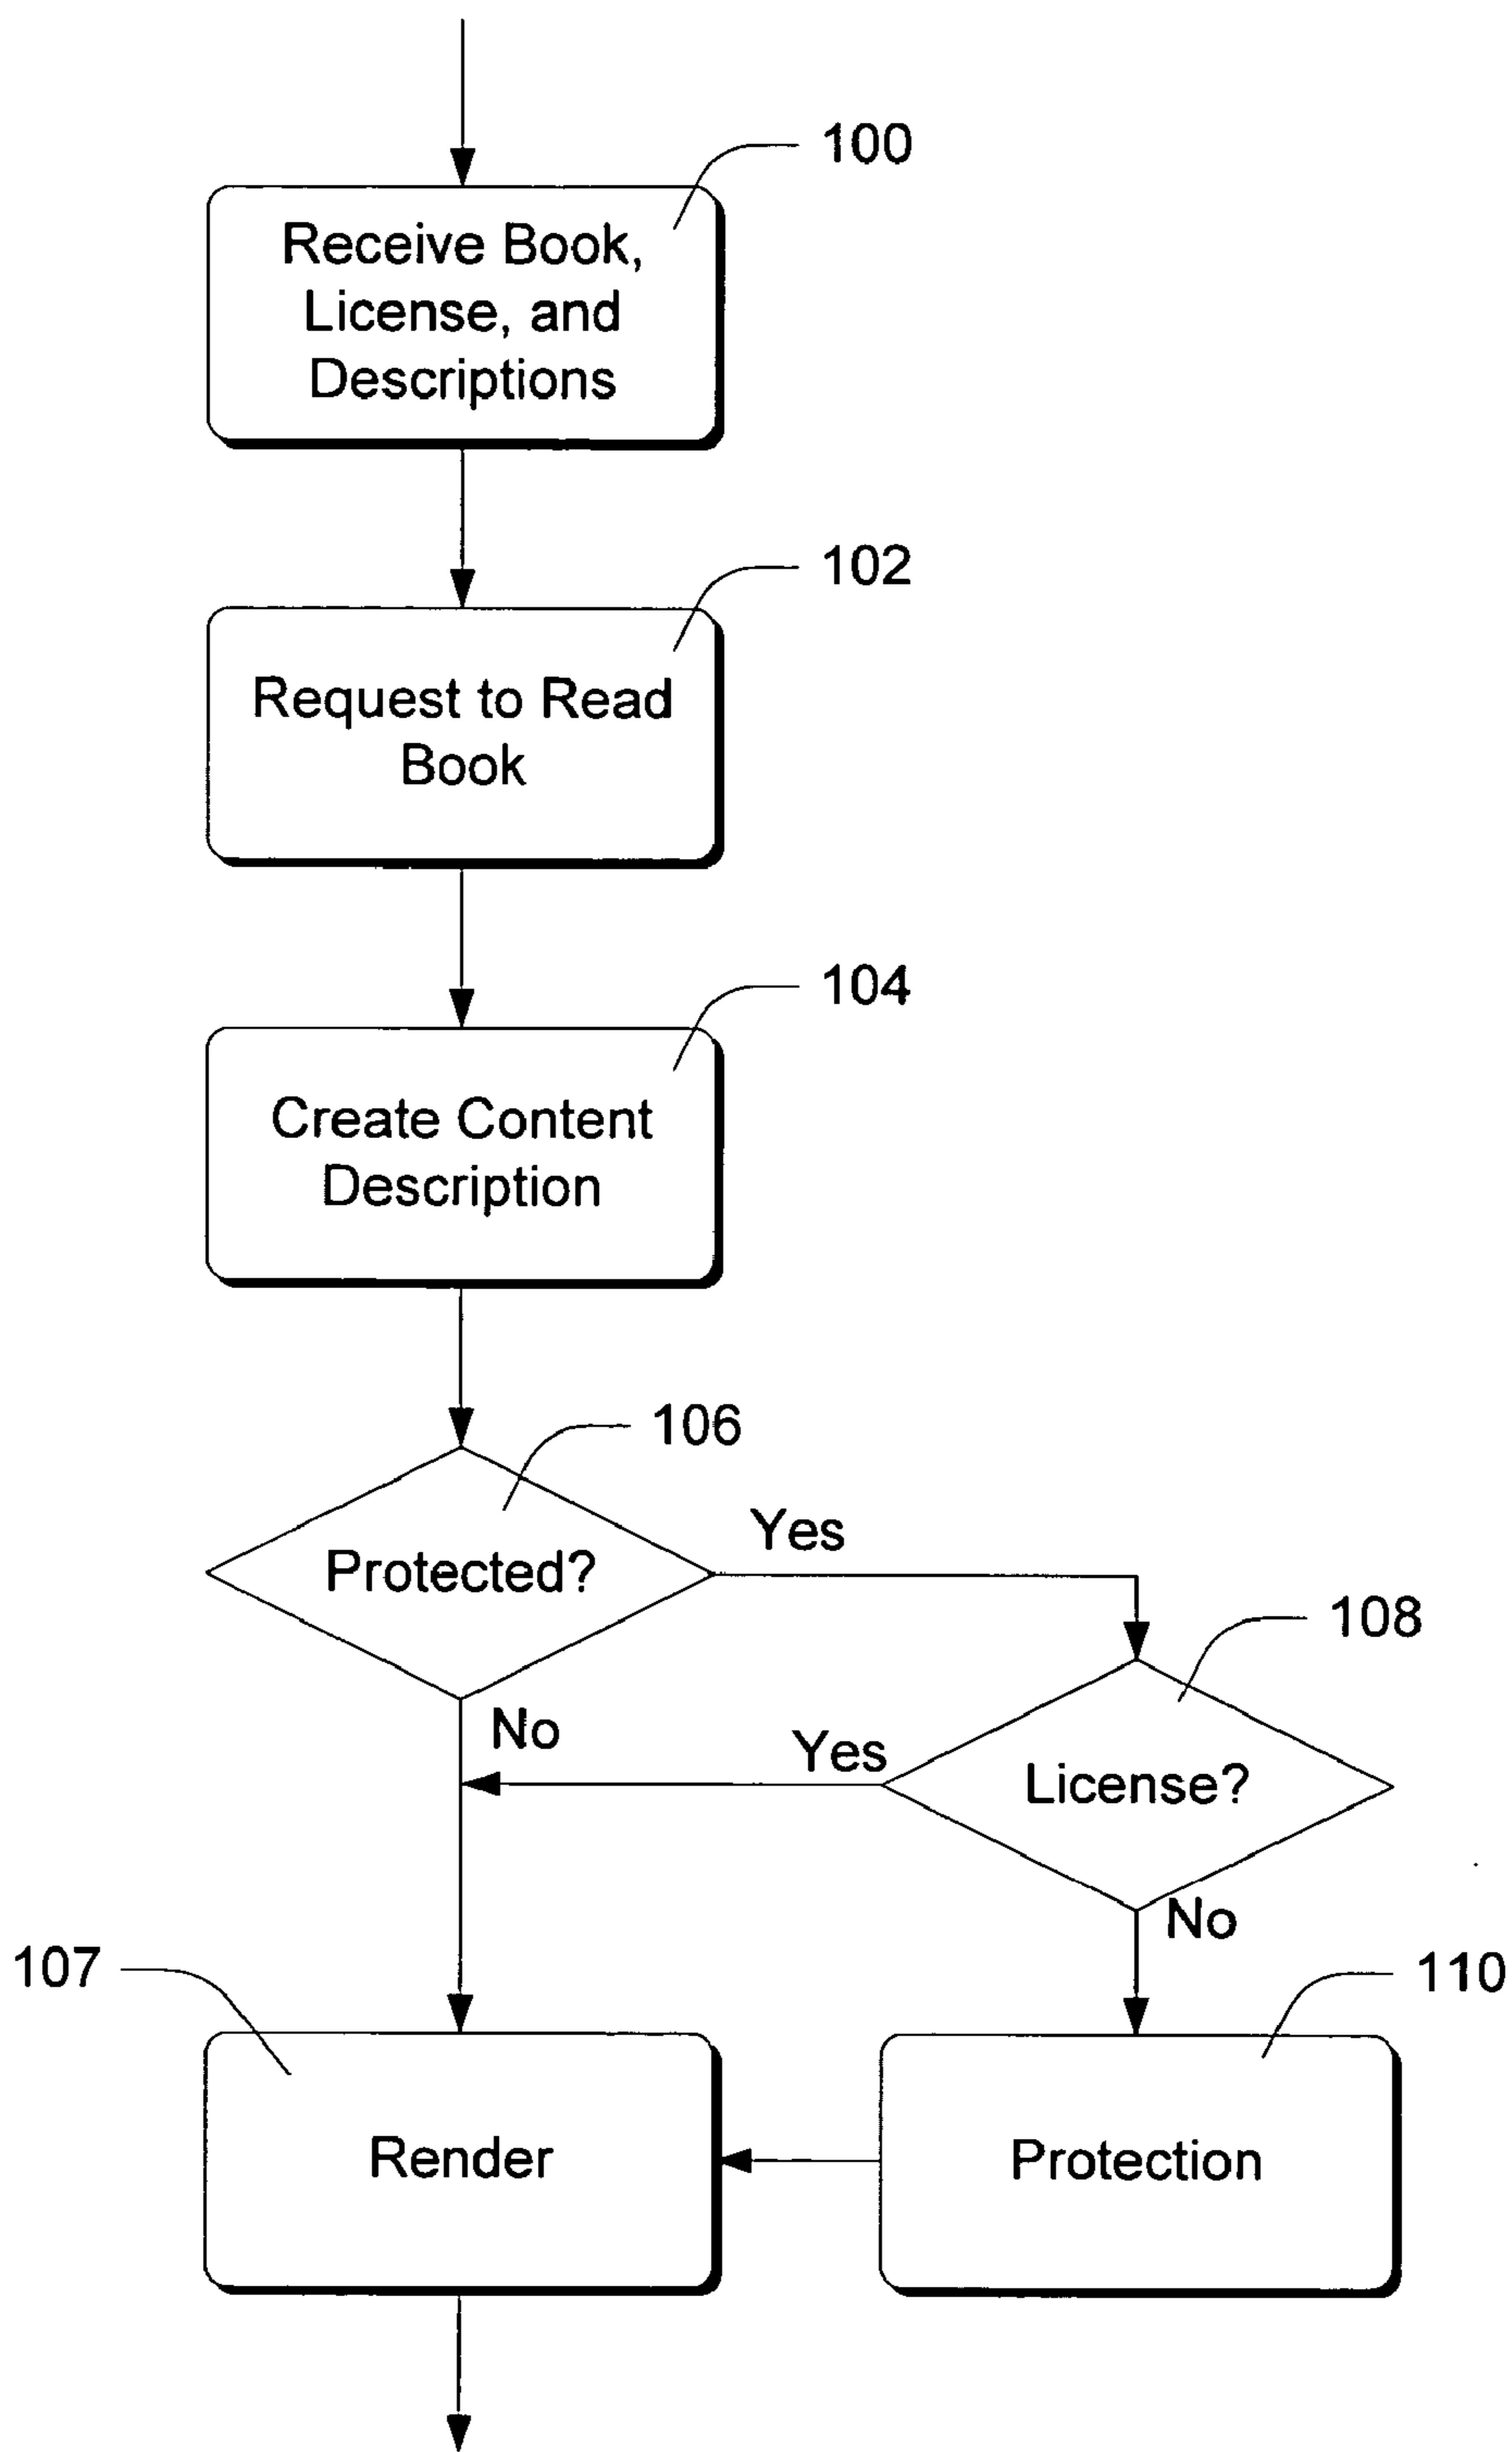 100
Receive Book,
License, and
Descriptions
102
Request to Read
Book
104
Create Content
Description
106
Protected?
Yes
108
No
Yes
License?
No
107
110
Render
Protection